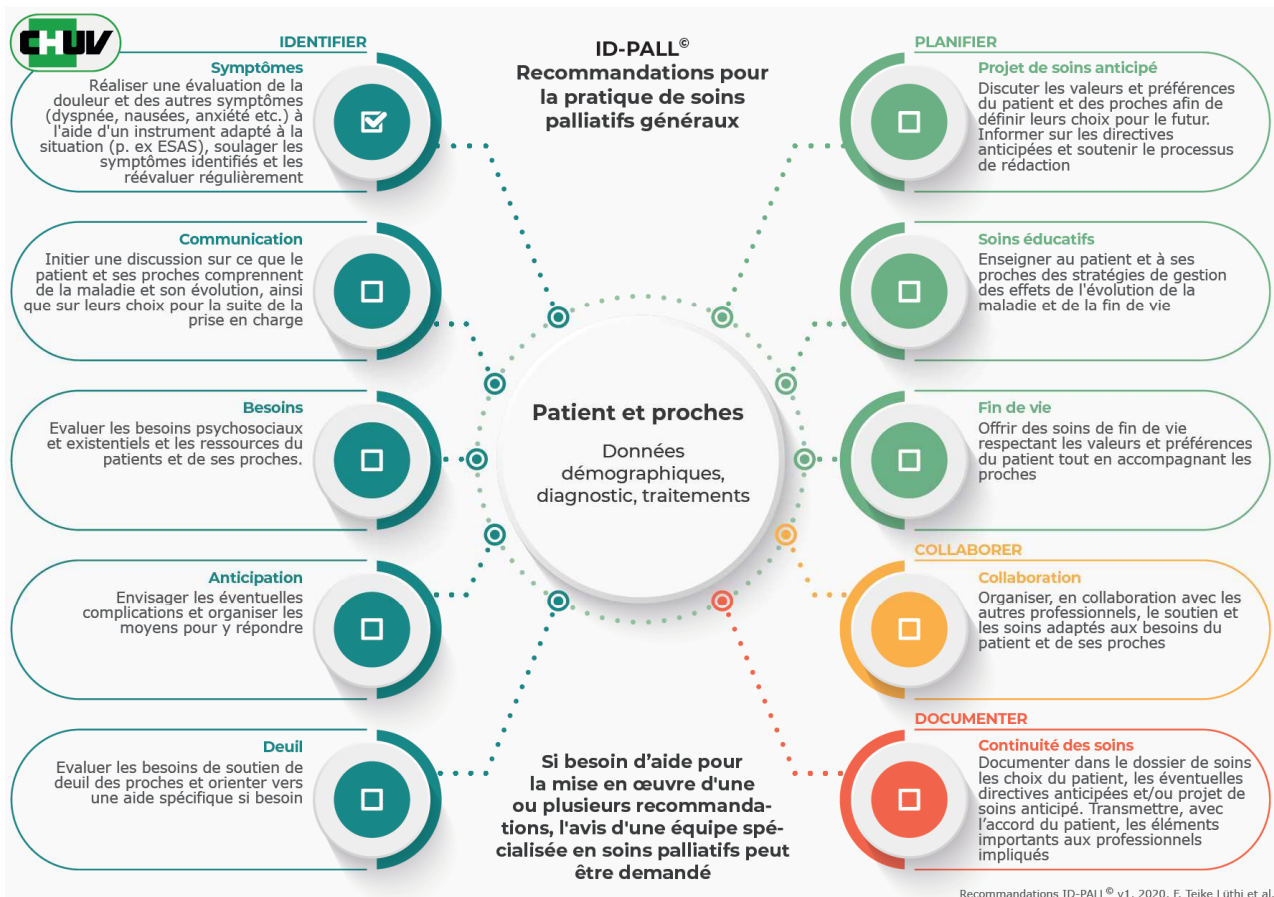 CHUV
IDENTIFIER
Symptômes
Réaliser une évaluation de la
douleur et des autres symptômes
(dyspnée, nausées, anxiété etc.) à
l'aide d'un instrument adapté à la
situation (p. ex ESAS), soulager les
symptômes identifiés et les
réévaluer régulièrement
Communication
Initier une discussion sur ce que le
patient et ses proches comprennent
de la maladie et son évolution, ainsi
que sur leurs choix pour la suite de la
prise en charge
Besoins
Evaluer les besoins psychosociaux
et existentiels et les ressources du
patients et de ses proches.
Anticipation
Envisager les éventuelles
complications et organiser les
moyens pour y répondre
Deuil
Evaluer les besoins de soutien de
deuil des proches et orienter vers
une aide spécifique si besoin
ID-PALL©
Recommandations pour
la pratique de soins
palliatifs généraux
Patient et proches
Données
démographiques,
diagnostic, traitements
Si besoin d’aide pour
la mise en œuvre d'une
ou plusieurs recommanda-
tions, l'avis d'une équipe spé-
cialisée en soins palliatifs peut
être demandé
PLANIFIER
Projet de soins anticipé
Discuter les valeurs et préférences
du patient et des proches afin de
définir leurs choix pour le futur.
Informer sur les directives
anticipées et soutenir le processus
de rédaction
Soins éducatifs
Enseigner au patient et à ses
proches des stratégies de gestion
des effets de l'évolution de la
maladie et de la fin de vie
Fin de vie
Offrir des soins de fin de vie
respectant les valeurs et préférences
du patient tout en accompagnant les
proches
COLLABORER
Collaboration
Organiser, en collaboration avec les
autres professionnels, le soutien et
les soins adaptés aux besoins du
patient et de ses proches
DOCUMENTER
Continuité des soins
Documenter dans le dossier de soins
les choix du patient, les éventuelles
directives anticipées et/ou projet de
soins anticipé. Transmettre, avec
l’accord du patient, les éléments
importants aux professionnels
impliqués
Recommandations ID-PALL© v1, 2020, F. Teike Lüthi et al.